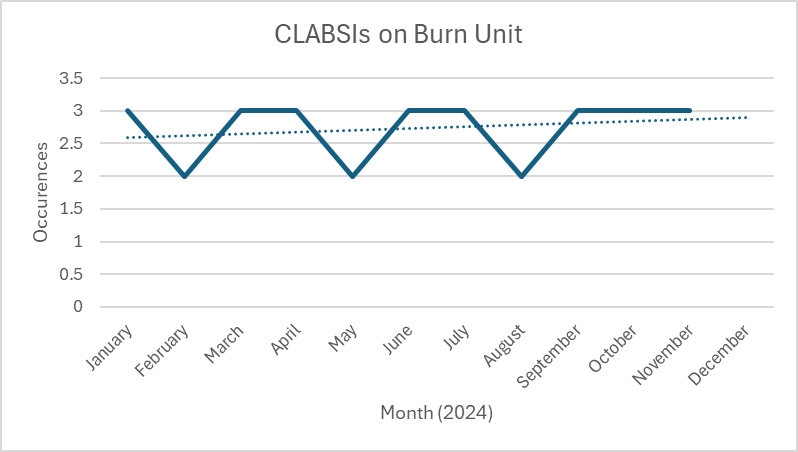 CLABSIs on Burn Unit
3.5
3
2.5
2
1.5
1
0.5
0
Occurences
January
February
March
April
May
June
July
August
September
October
November
December
Month (2024)